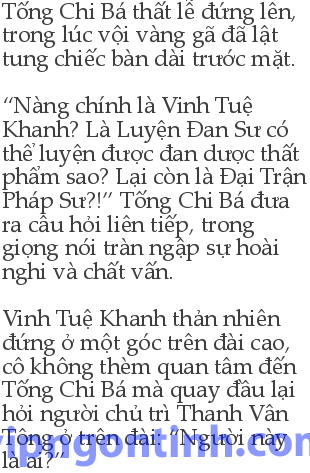 Tống Chi Bá thất lễ đứng lên,
trong lúc vội vàng gã đã lật
tung chiếc bàn dài trước mặt.
“Nàng chính là Vinh Tuệ
Khanh? Là Luyện Đan Sư có
thể luyện được đan dược thất
phẩm sao? Lại còn là Đại Trận
Pháp Sư?!” Tống Chi Bá đưa
ra câu hỏi liên tiếp, trong
giọng nói tràn ngập sự hoài
nghi và chất vấn.
Vinh Tuệ Khanh thản nhiên
đứng ở một góc trên đài cao,
cô không thèm quan tâm đến
Tống Chi Bá mà quay đầu lại
hỏi người chủ trì Thanh Vân
Tông ở trên đài: “Người này
là ai?”
vipngontinh.com